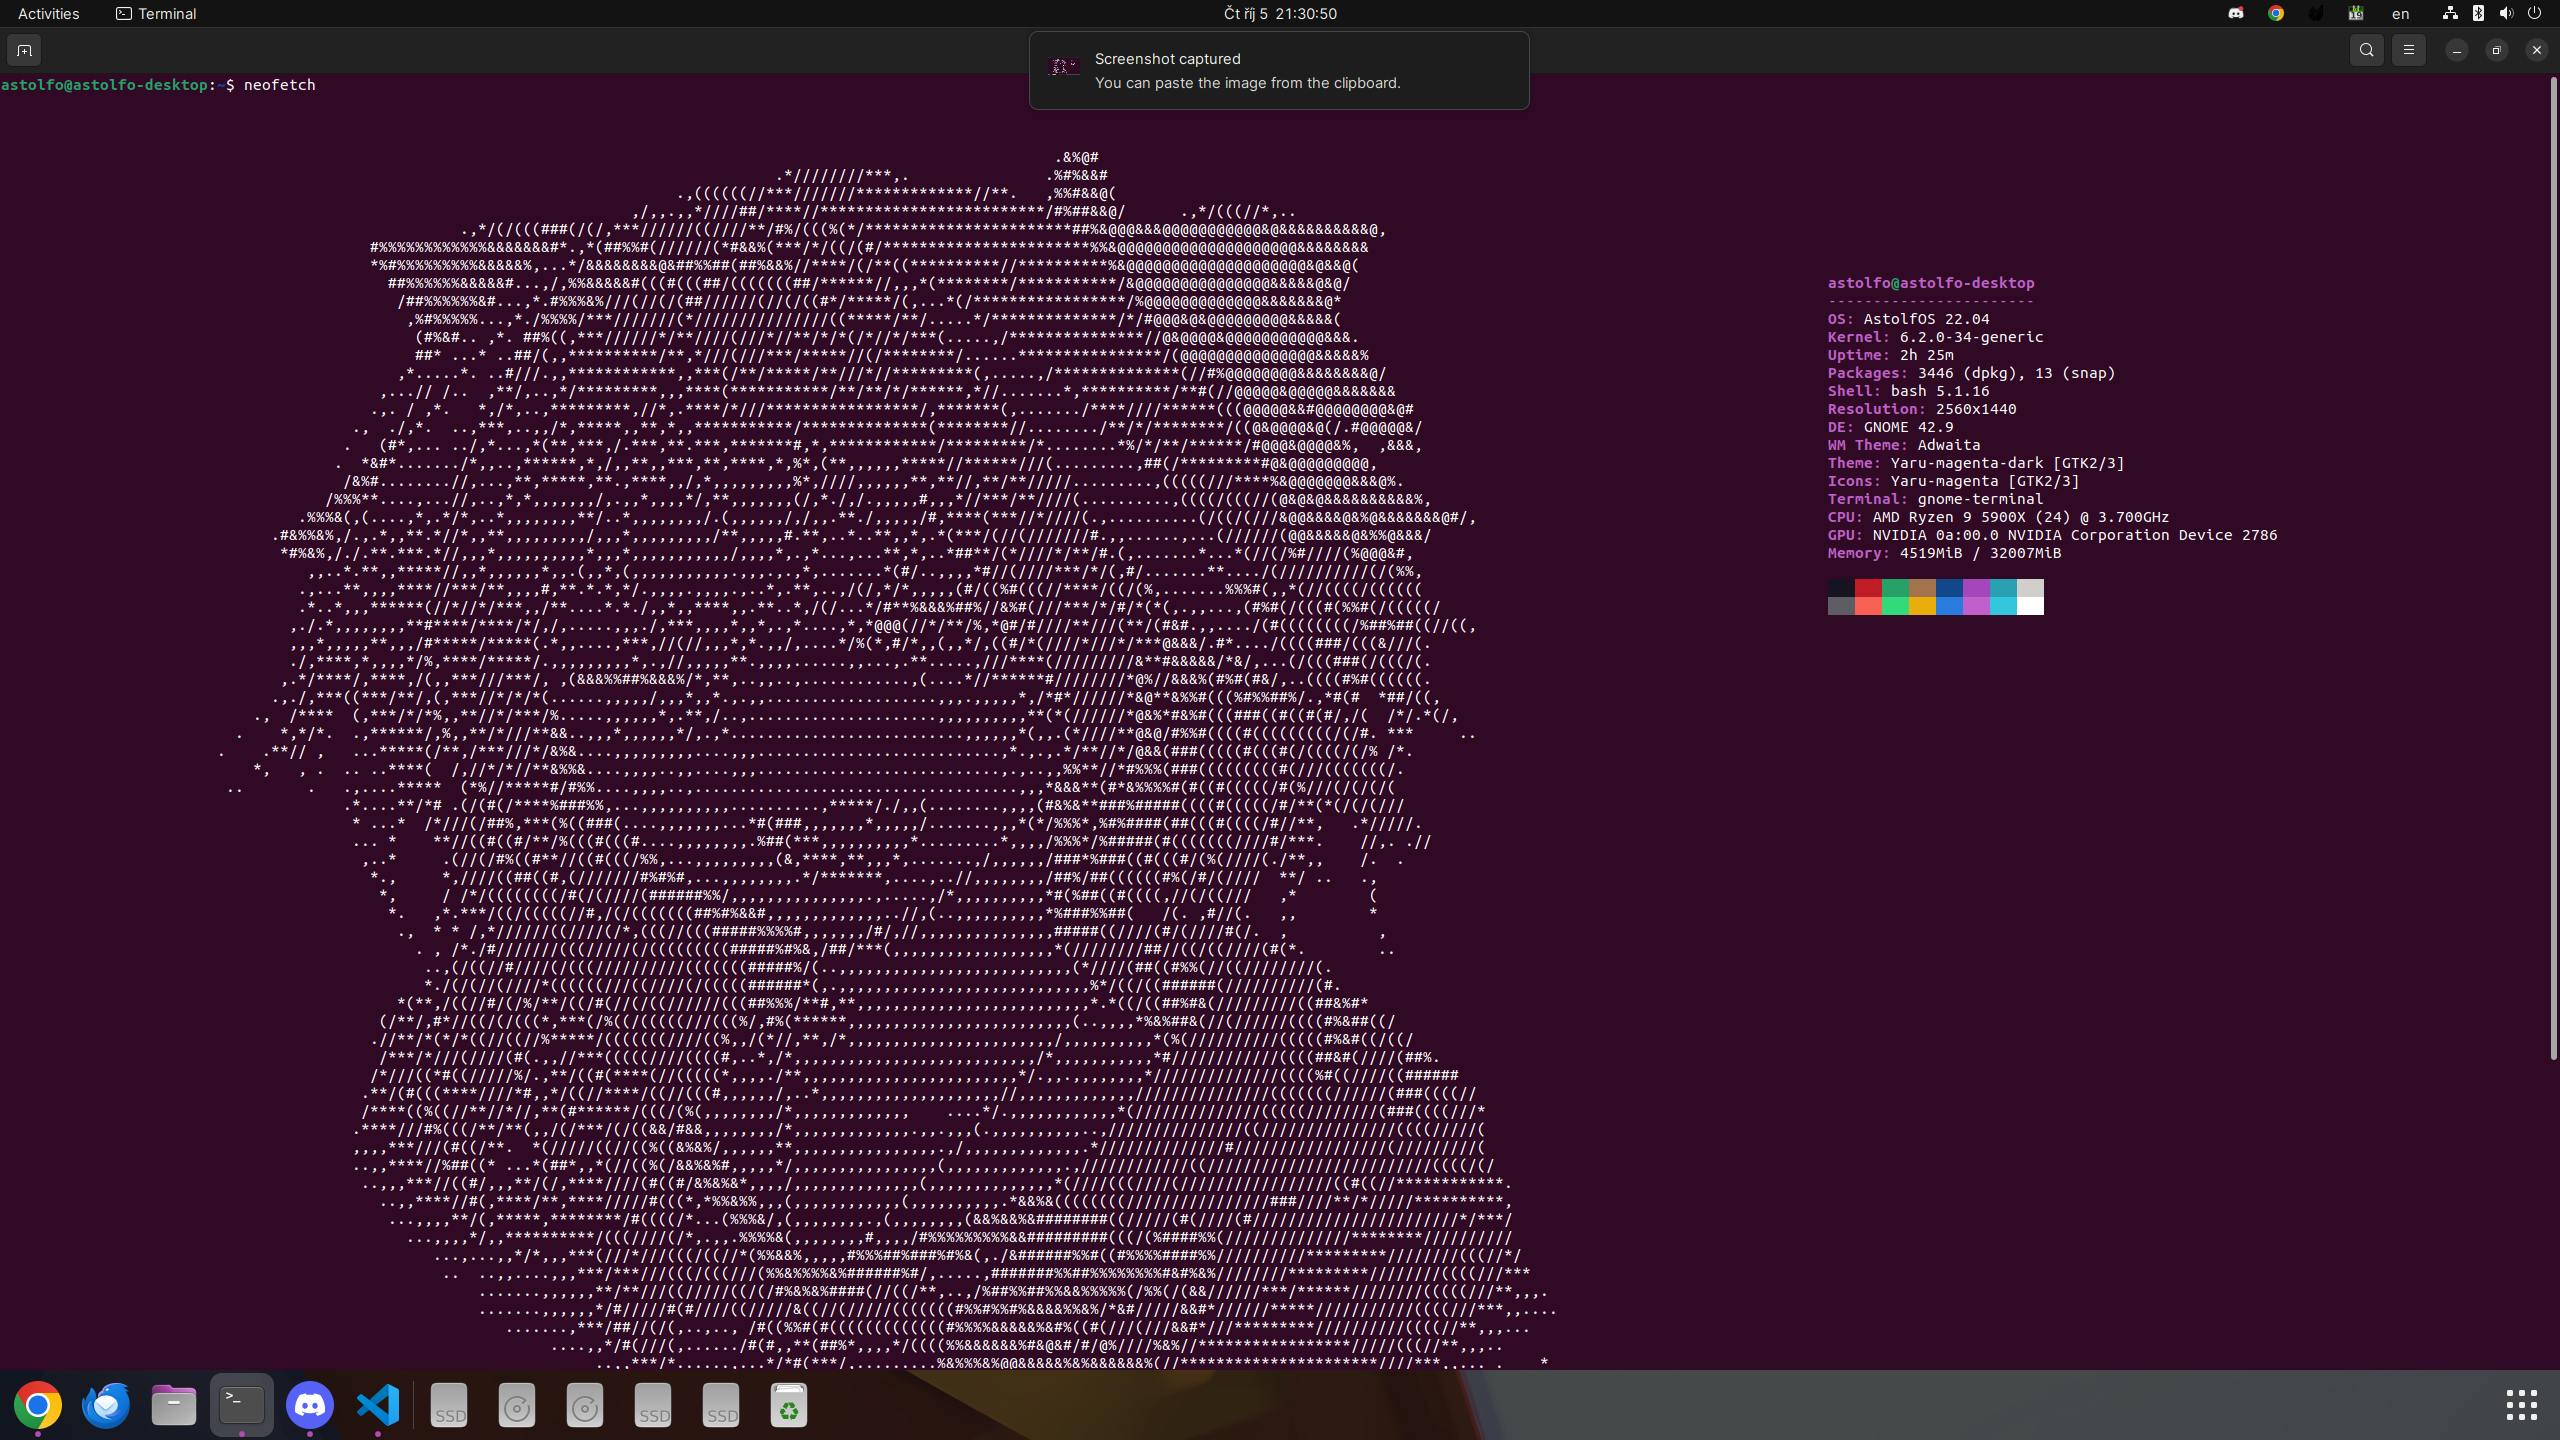 Activities
Terminal
Čt říj 5 21:30:50
en
Screenshot captured
You can paste the image from the clipboard.
astolfo@astolfo-desktop:~$ neofetch
astolfo@astolfo-desktop
-----------------------
OS: AstolfOS 22.04
Kernel: 6.2.0-34-generic
Uptime: 2h 25m
Packages: 3446 (dpkg), 13 (snap)
Shell: bash 5.1.16
Resolution: 2560x1440
DE: GNOME 42.9
WM Theme: Adwaita
Theme: Yaru-magenta-dark [GTK2/3]
Icons: Yaru-magenta [GTK2/3]
Terminal: gnome-terminal
CPU: AMD Ryzen 9 5900X (24) @ 3.700GHz
GPU: NVIDIA 0a:00.0 NVIDIA Corporation Device 2786
Memory: 4519MiB / 32007MiB
SSD
SSD
SSD